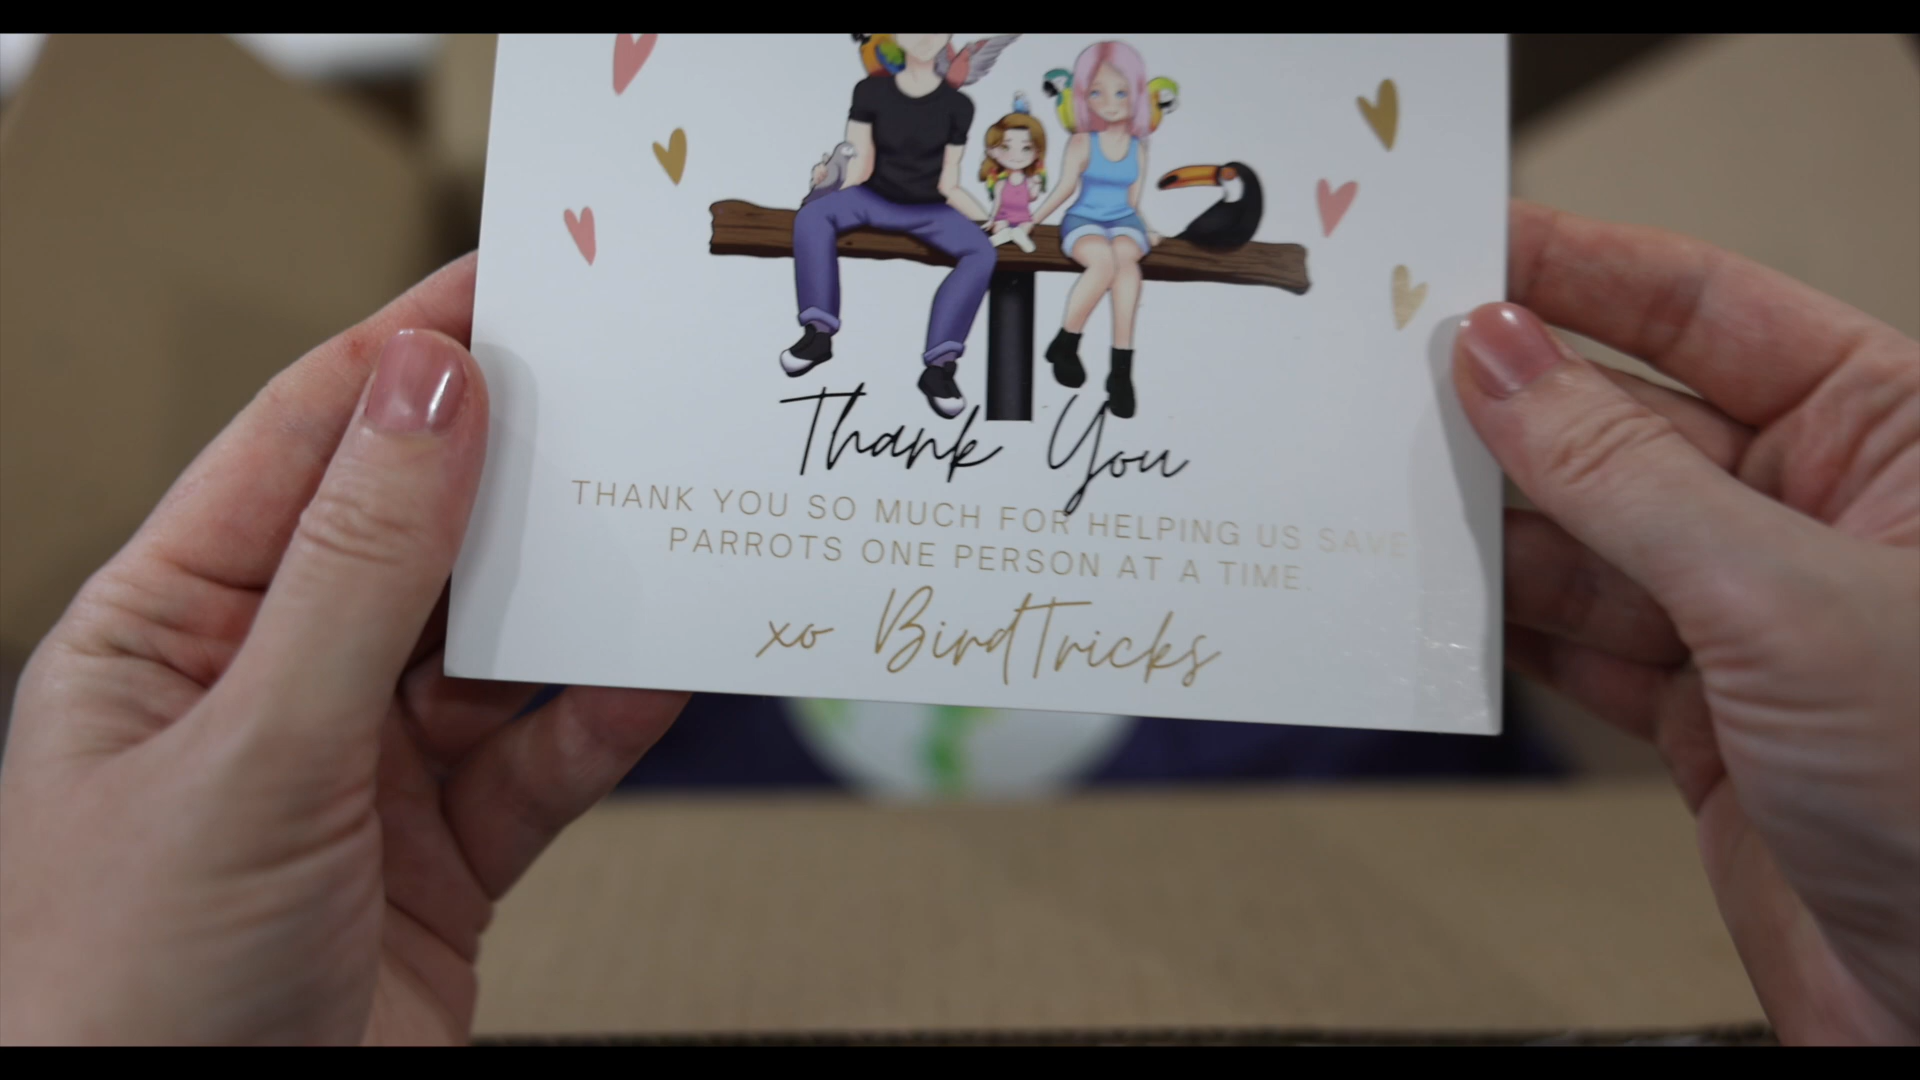 Thank You
THANK YOU SO MUCH FOR HELPING US SAVE
PARROTS ONE PERSON AT A TIME.
xo BirdTricks